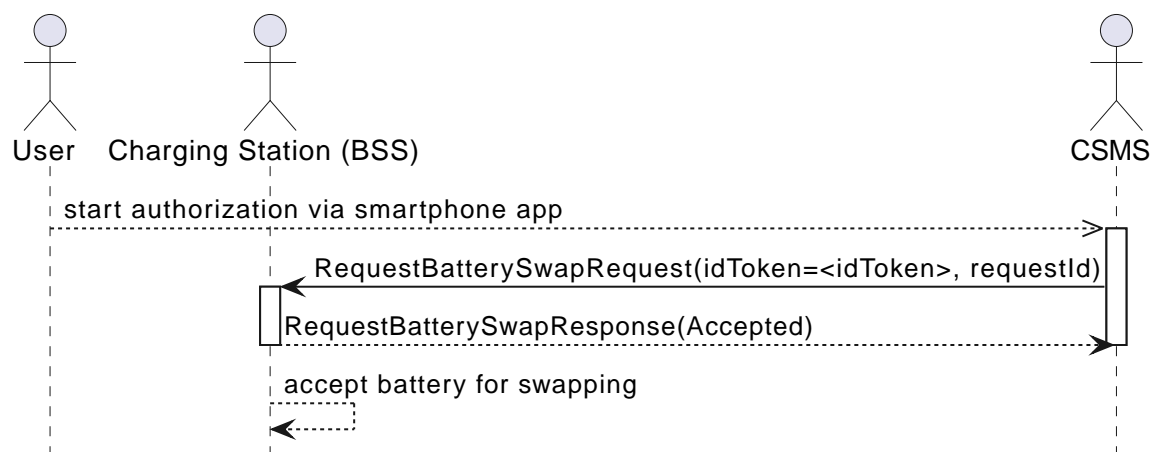 User
Charging Station (BSS)
CSMS
start authorization via smartphone app
RequestBatterySwapRequest(idToken=<idToken>, requestId)
RequestBatterySwapResponse(Accepted)
accept battery for swapping